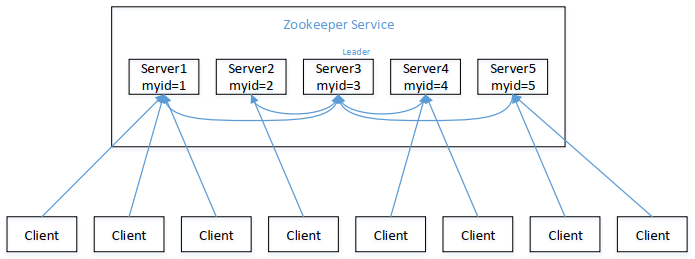 Zookeeper Service
Leader
Server1
myid=1
Server2
myid=2
Server3
myid=3
Server4
myid=4
Server5
myid=5
Client
Client
Client
Client
Client
Client
Client
Client